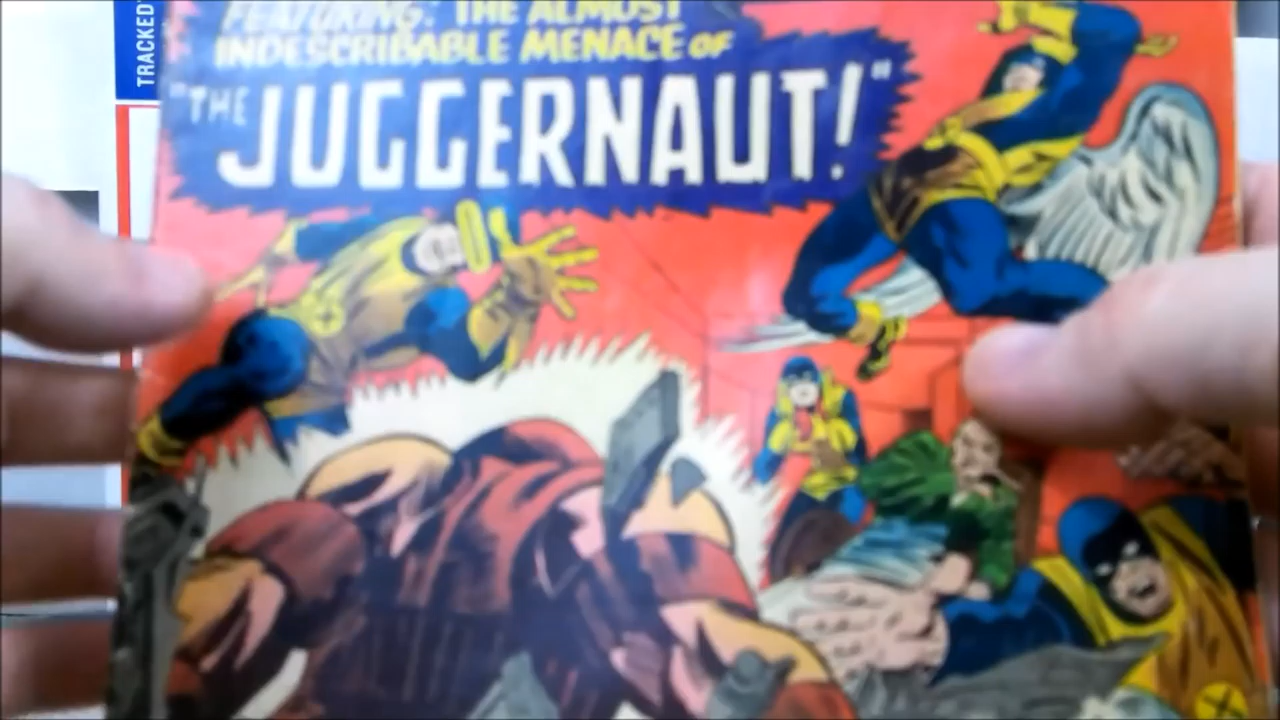 FEATURING: THE ALMOST
INDESCRIBABLE MENACE OF
"THE JUGGERNAUT!"
TRACKED